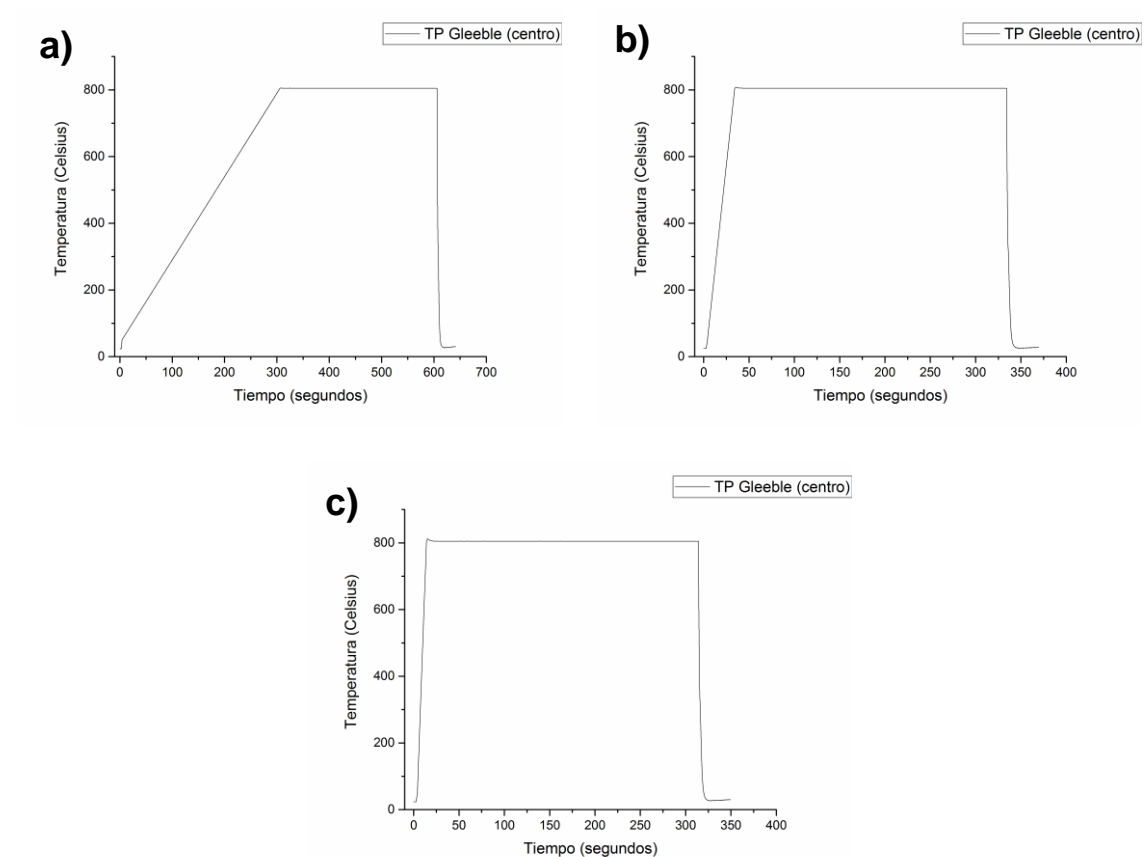 a)
TP Gleeble (centro)
Temperatura (Celsius)
800
600
400
200
0
0 100 200 300 400 500 600 700
Tiempo (segundos)
b)
TP Gleeble (centro)
Temperatura (Celsius)
800
600
400
200
0
0 50 100 150 200 250 300 350 400
Tiempo (segundos)
c)
TP Gleeble (centro)
Temperatura (Celsius)
800
600
400
200
0
0 50 100 150 200 250 300 350 400
Tiempo (segundos)